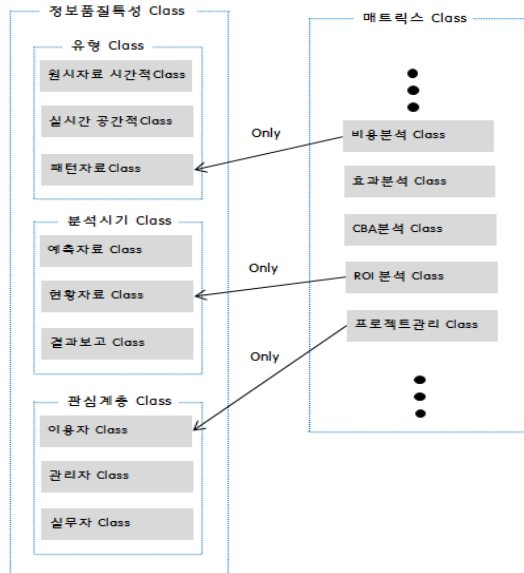 정보품질특성 Class
유형 Class
원시자료 시간적Class
실시간 공간적Class
패턴자료Class
분석시기 Class
예측자료 Class
현황자료 Class
결과보고 Class
관심계층 Class
이용자 Class
관리자 Class
실무자 Class
Only
Only
Only
매트릭스 Class
비용분석 Class
효과분석 Class
CBA분석 Class
ROI 분석 Class
프로젝트관리 Class